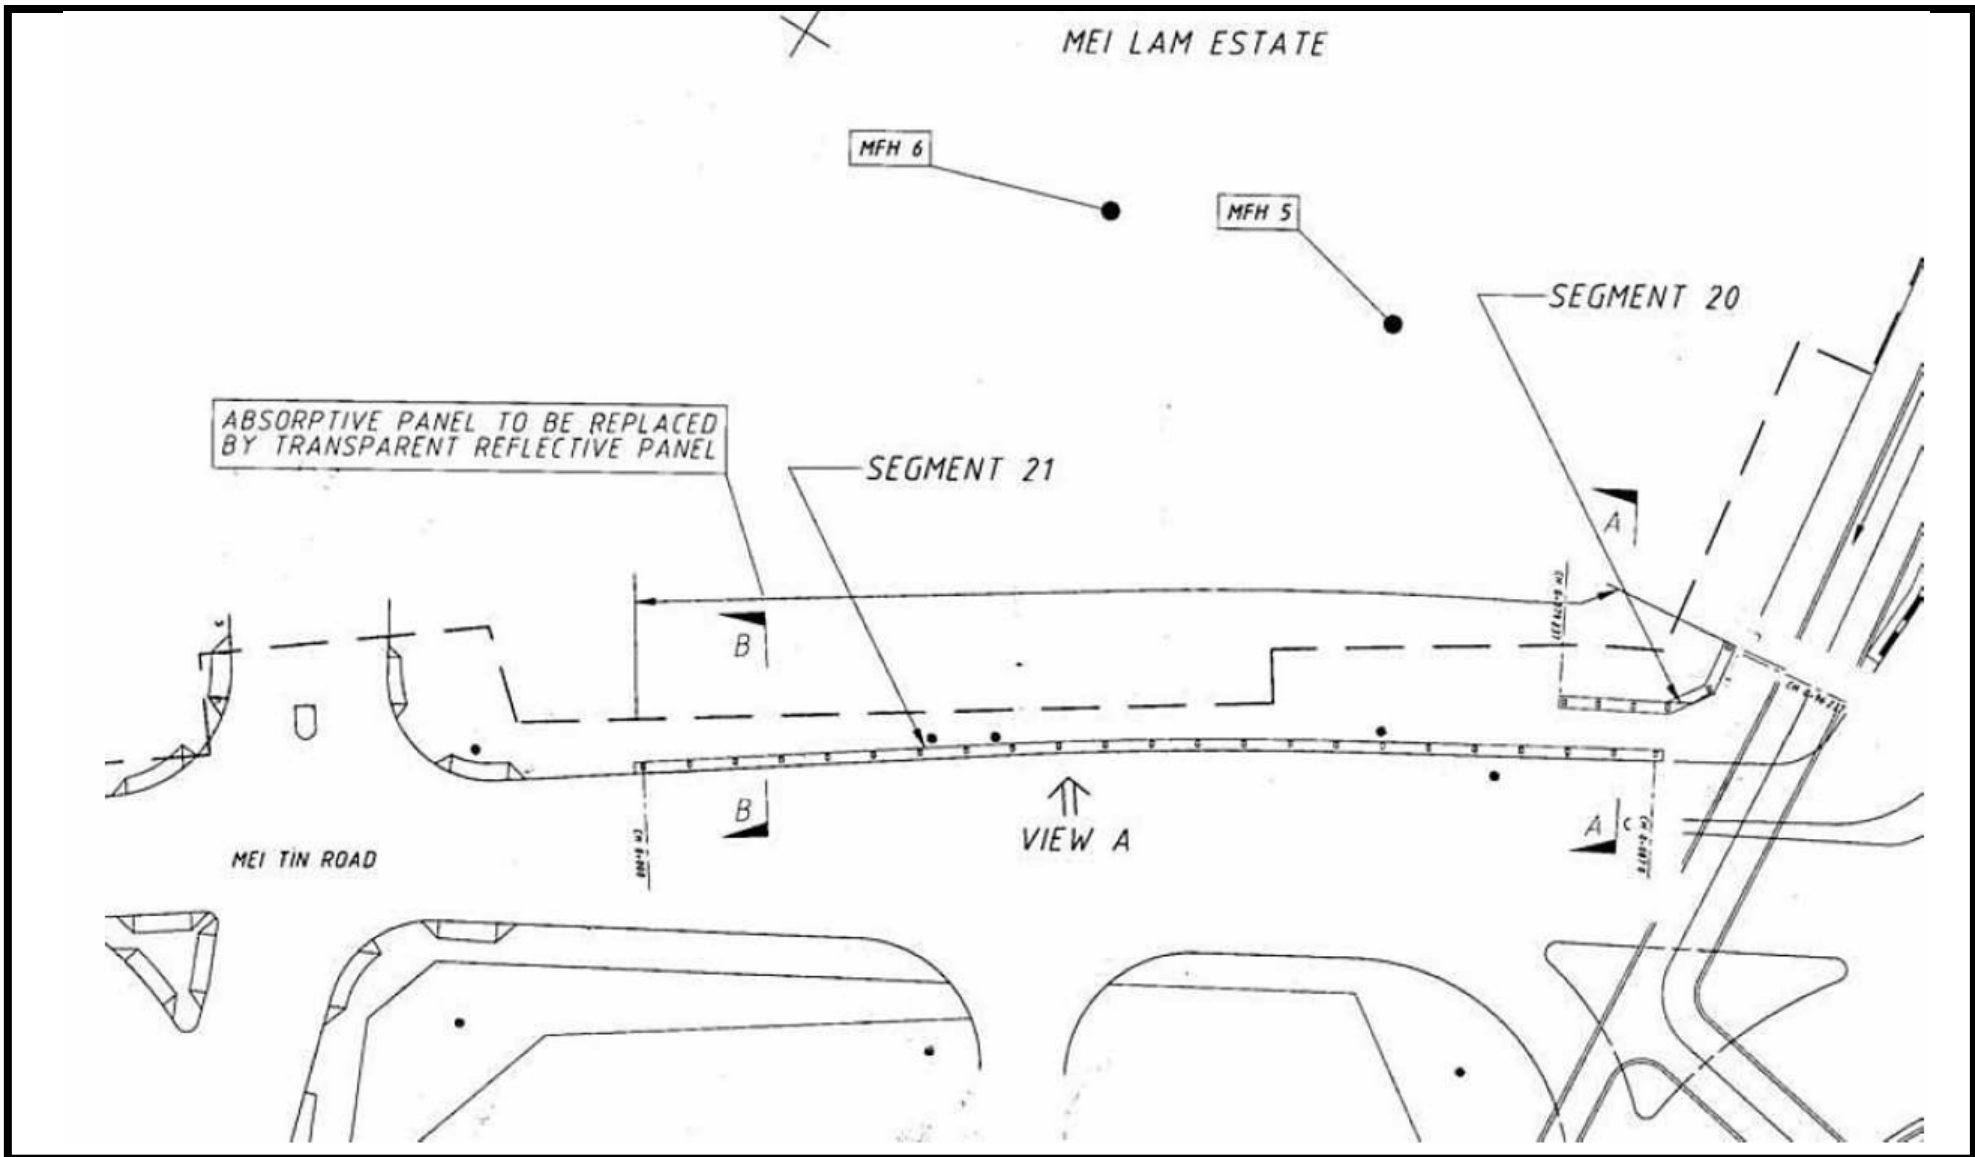 MEI LAM ESTATE
MFH 6
MFH 5
SEGMENT 20
ABSORPTIVE PANEL TO BE REPLACED
BY TRANSPARENT REFLECTIVE PANEL
SEGMENT 21
A
B
B
A
VIEW A
MEI TIN ROAD